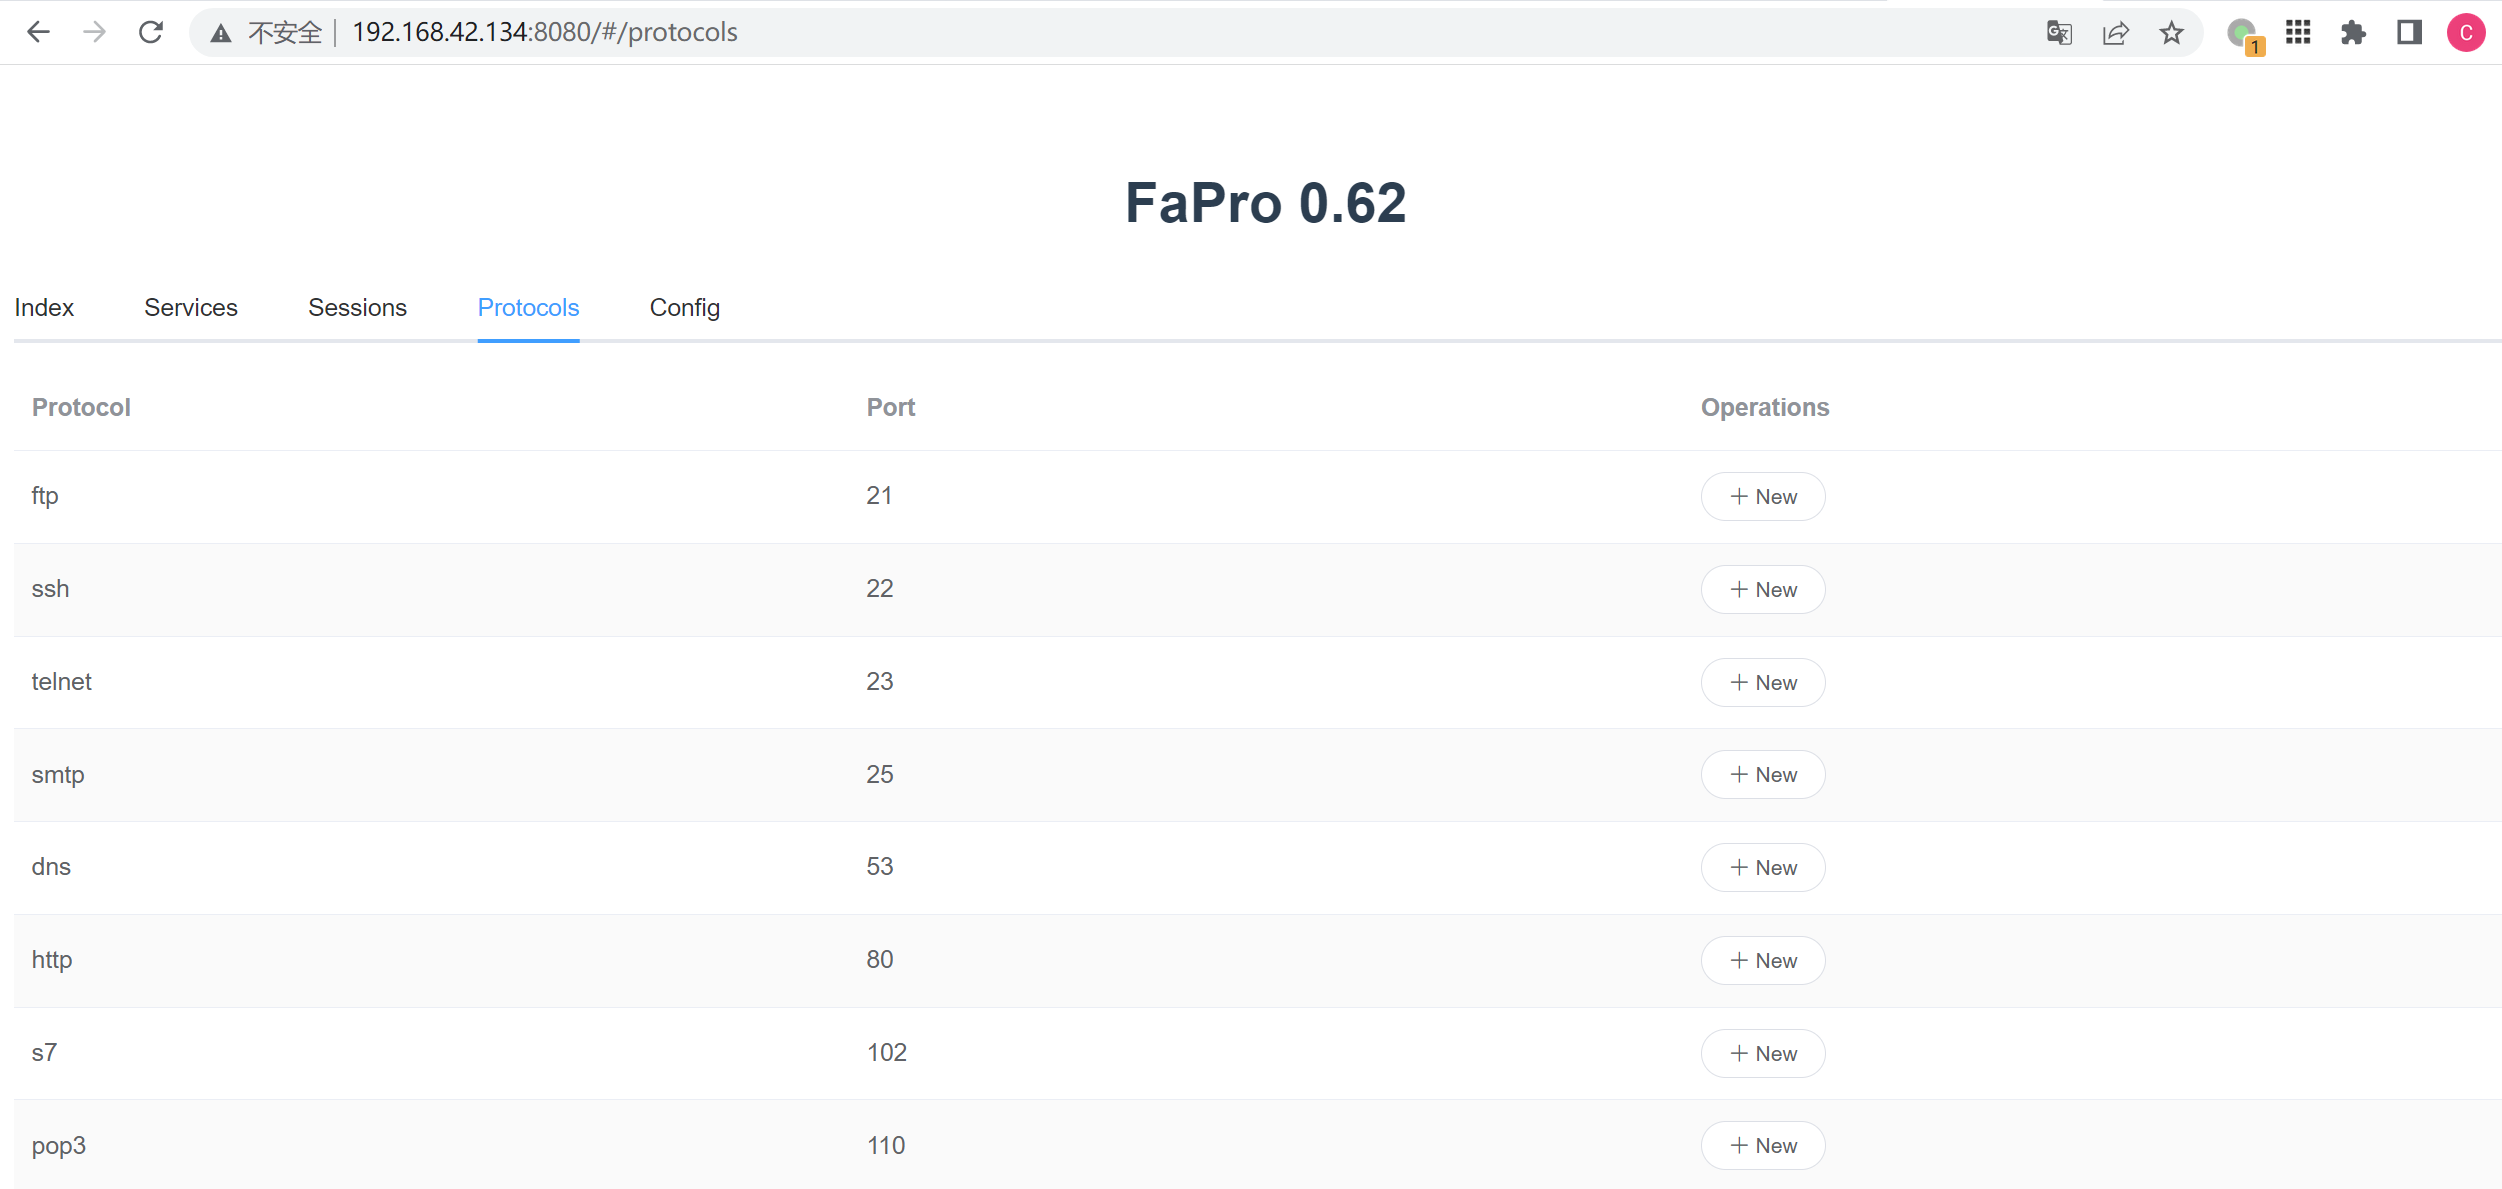 不安全 192.168.42.134:8080/#/protocols
1
C
FaPro 0.62
Index Services Sessions Protocols Config
Protocol Port Operations
ftp 21 + New
ssh 22 + New
telnet 23 + New
smtp 25 + New
dns 53 + New
http 80 + New
s7 102 + New
pop3 110 + New